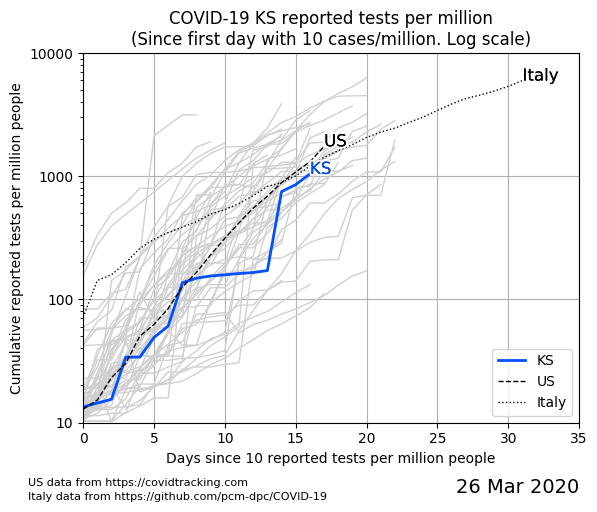 COVID-19 KS reported tests per million
(Since first day with 10 cases/million. Log scale)
Cumulative reported tests per million people
10000
1000
100
10
Italy
US
KS
KS
US
Italy
0 5 10 15 20 25 30 35
Days since 10 reported tests per million people
US data from https://covidtracking.com
Italy data from https://github.com/pcm-dpc/COVID-19
26 Mar 2020